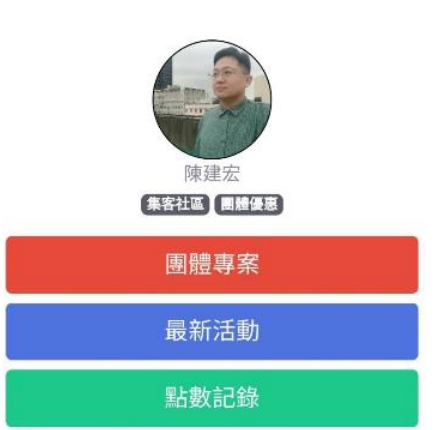 陳建宏
集客社區 團體優惠
團體專案
最新活動
點數記錄